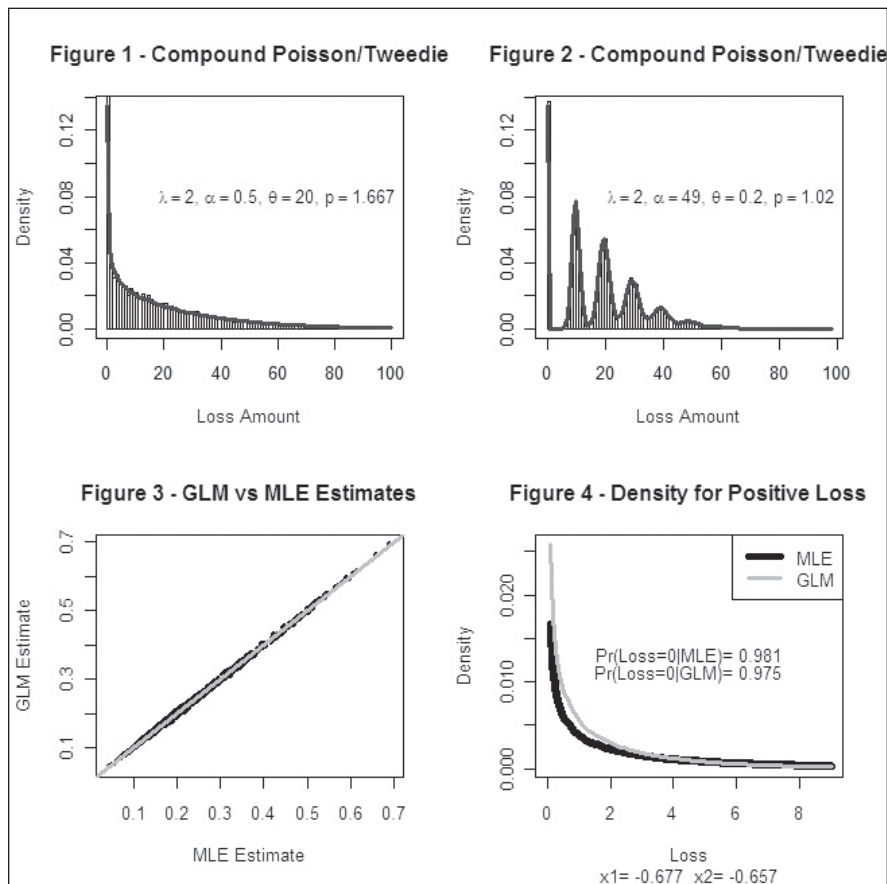 Figure 1 - Compound Poisson/Tweedie
Density
0.00 0.04 0.08 0.12
λ = 2, α = 0.5, θ = 20, p = 1.667
0 20 40 60 80 100
Loss Amount
Figure 2 - Compound Poisson/Tweedie
Density
0.00 0.04 0.08 0.12
λ = 2, α = 49, θ = 0.2, p = 1.02
0 20 40 60 80 100
Loss Amount
Figure 3 - GLM vs MLE Estimates
GLM Estimate
0.1 0.3 0.5 0.7
0.1 0.2 0.3 0.4 0.5 0.6 0.7
MLE Estimate
Figure 4 - Density for Positive Loss
Density
0.000 0.010 0.020
MLE
GLM
Pr(Loss=0|MLE)= 0.981
Pr(Loss=0|GLM)= 0.975
0 2 4 6 8
Loss
x1= -0.677 x2= -0.657